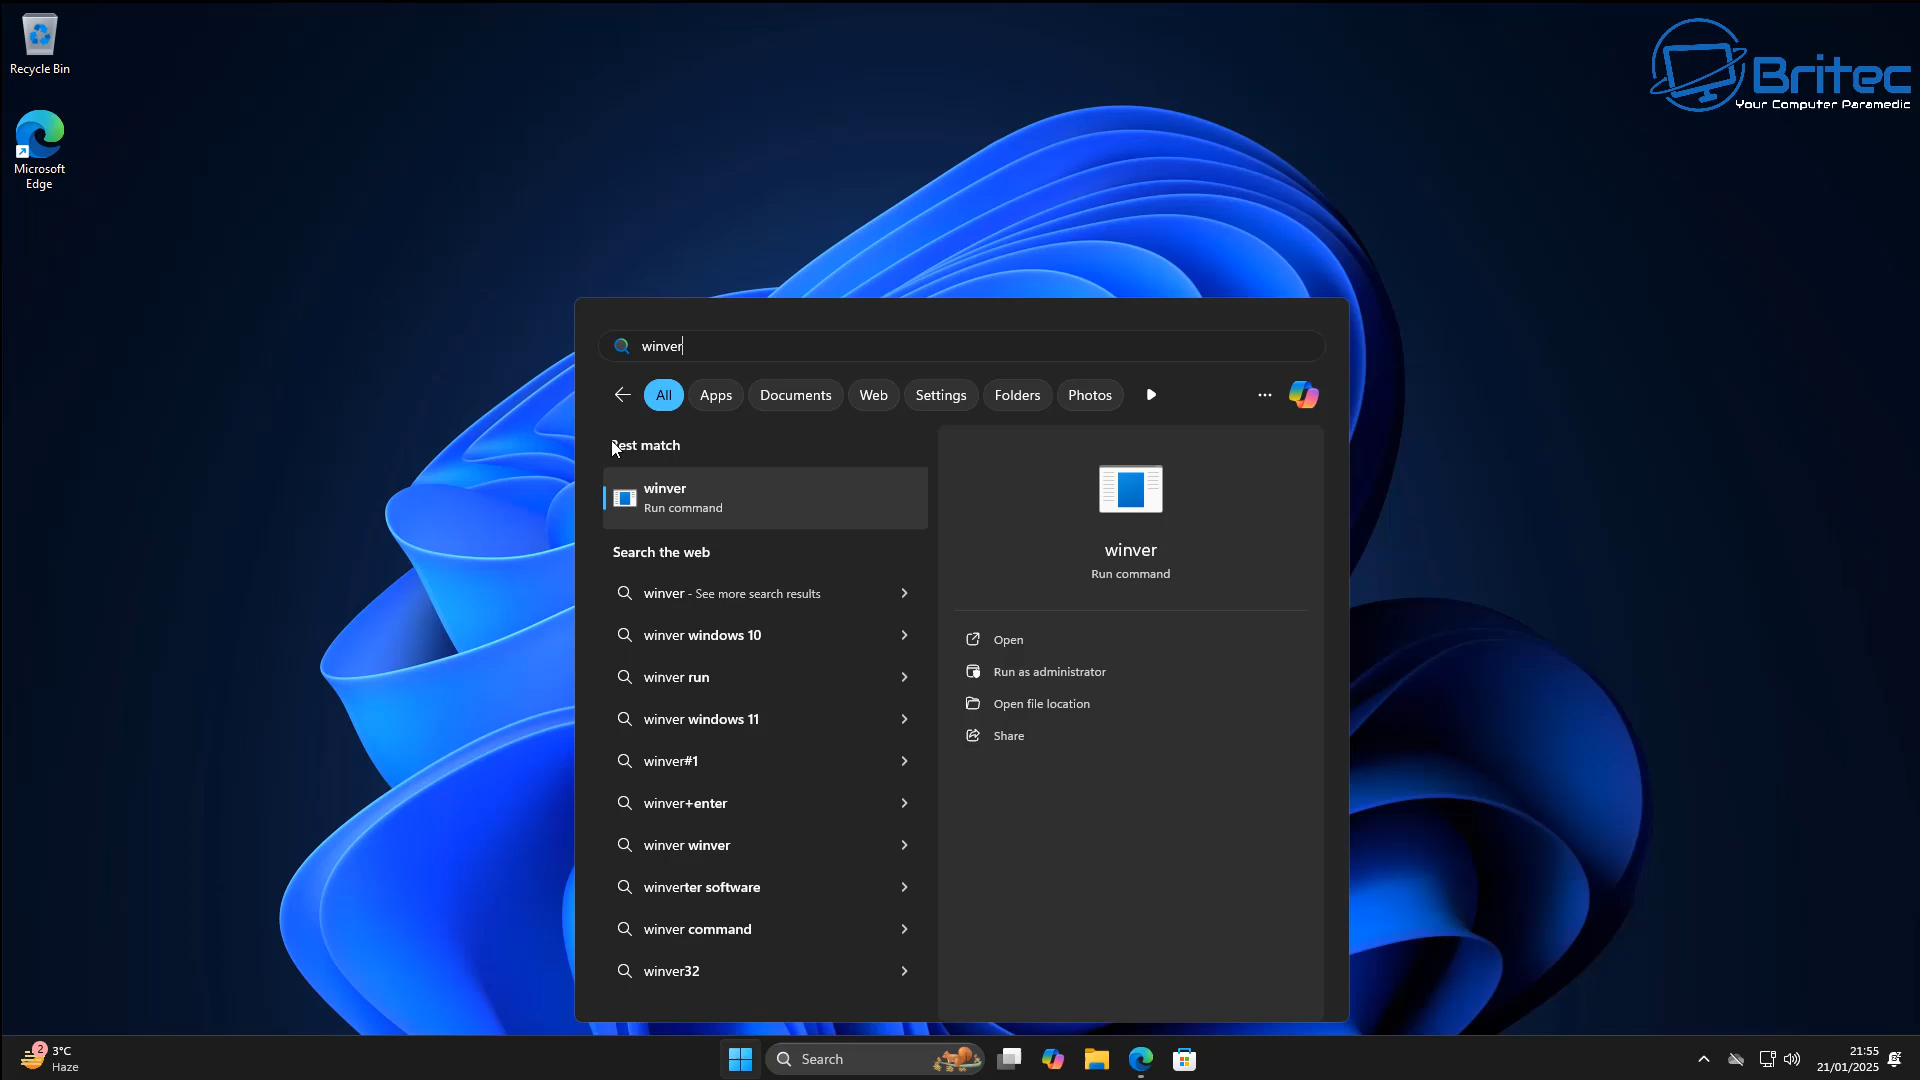 Recycle Bin
Microsoft
Edge
Britec
Your Computer Paramedic
winver
All
Apps
Documents
Web
Settings
Folders
Photos
Best match
winver
Run command
Search the web
winver - See more search results
winver windows 10
winver run
winver windows 11
winver#1
winver+enter
winver winver
winverter software
winver command
winver32
winver
Run command
Open
Run as administrator
Open file location
Share
2
3°C
Haze
Search
21:55
21/01/2025